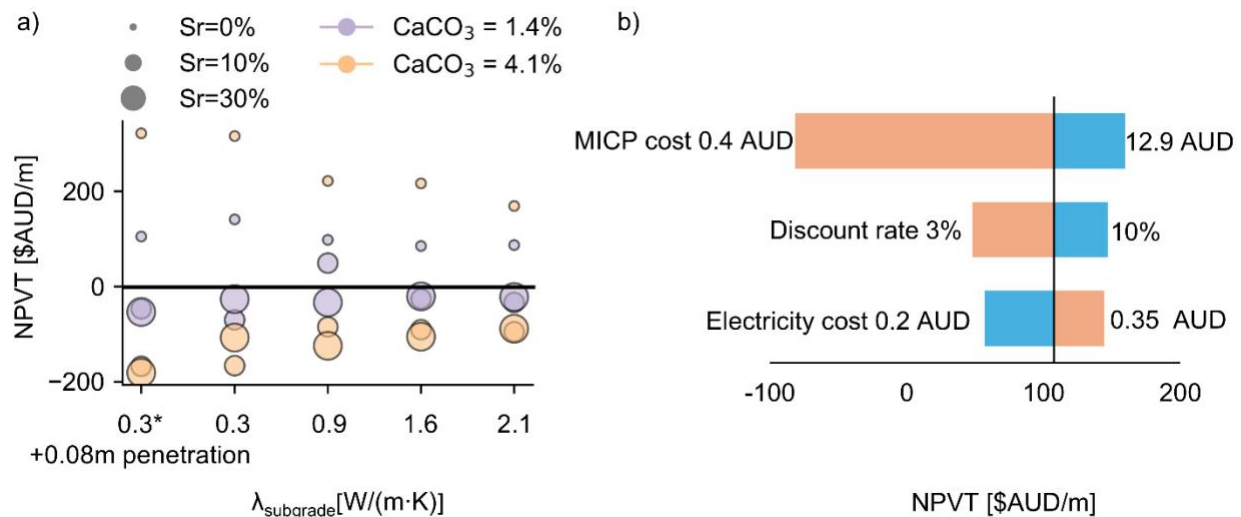 a)
Sr=0%
Sr=10%
Sr=30%
CaCO₃ = 1.4%
CaCO₃ = 4.1%
NPVT [$AUD/m]
200
0
−200
0.3* 0.3 0.9 1.6 2.1
+0.08m penetration
λsubgrade[W/(m·K)]
b)
MICP cost 0.4 AUD 12.9 AUD
Discount rate 3% 10%
Electricity cost 0.2 AUD 0.35 AUD
-100 0 100 200
NPVT [$AUD/m]